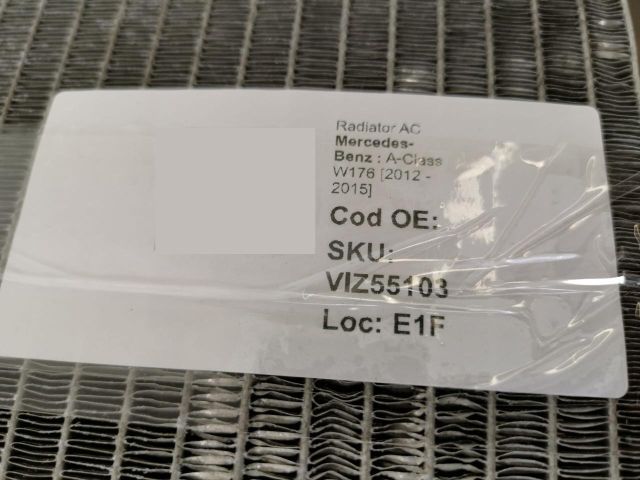 Radiator AC
Mercedes-
Benz : A-Class
W176 [2012 -
2015]
Cod OE:
SKU:
VIZ55103
Loc: E1F